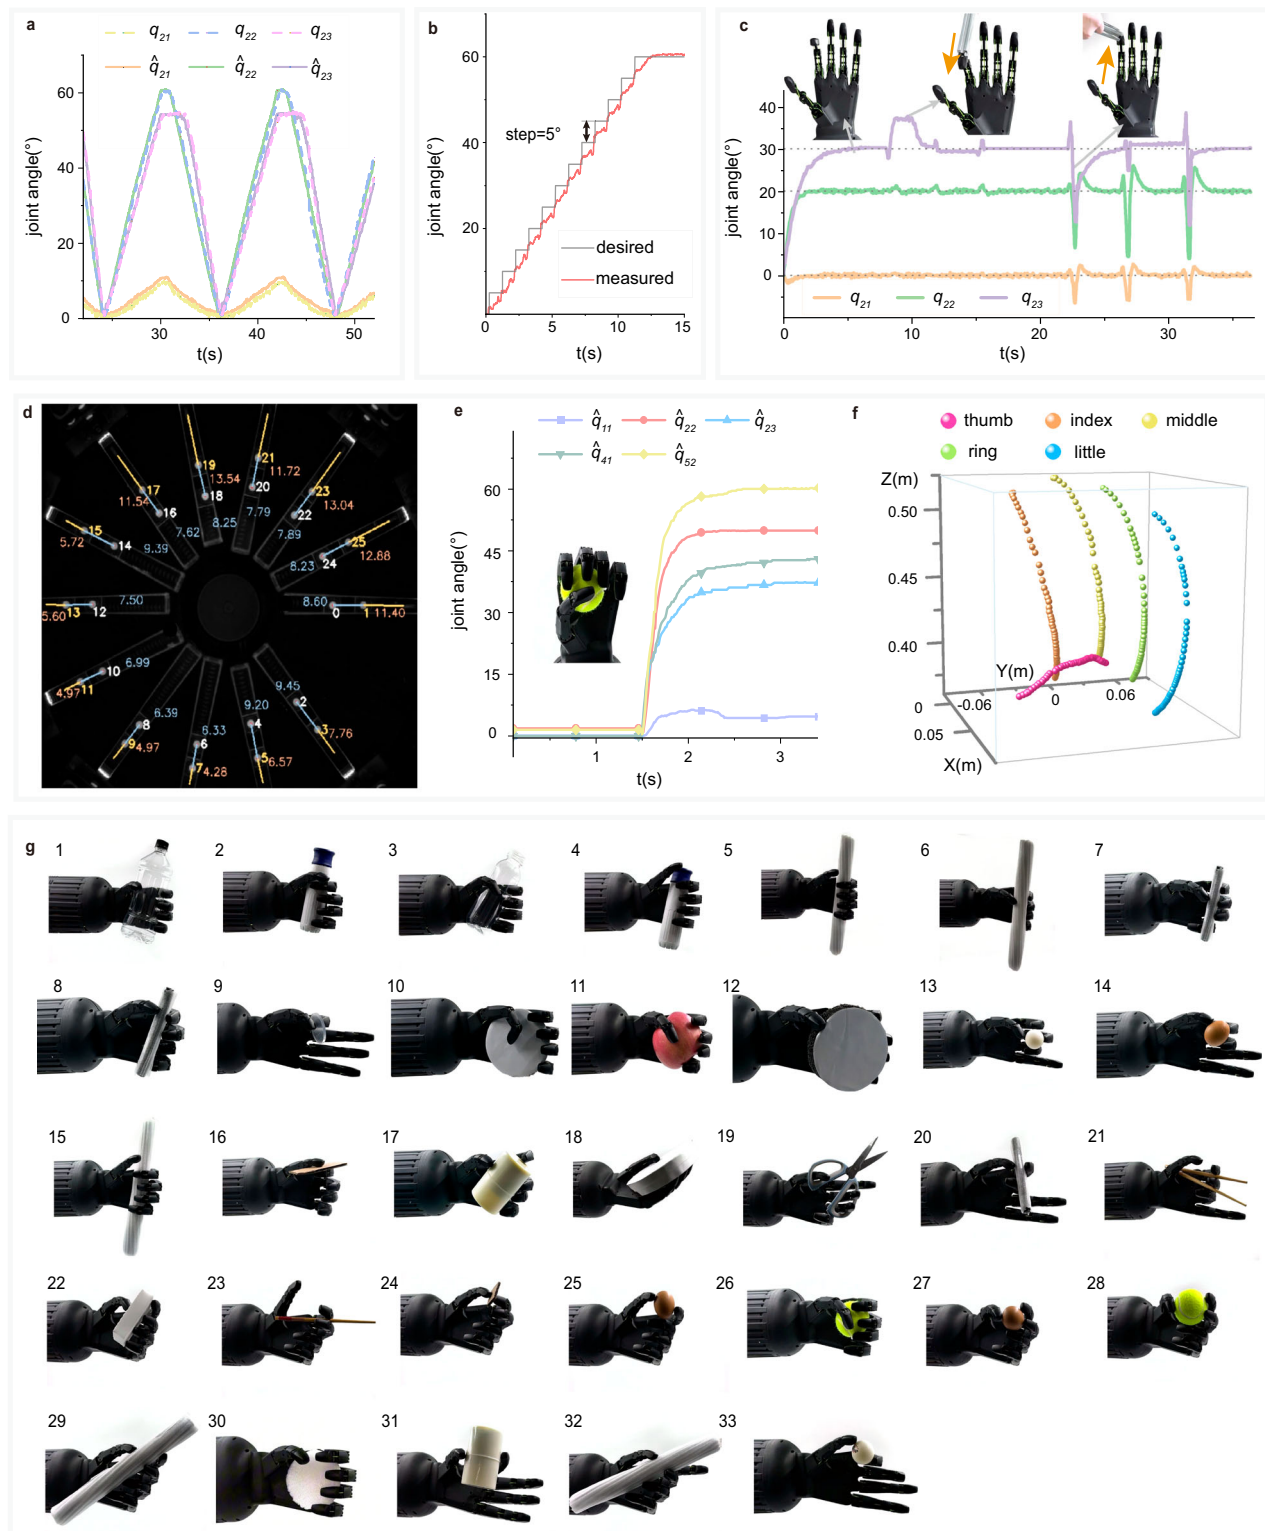 a
q21 q22 q23
q̂21 q̂22 q̂23
60
40
20
0
30 40 50
joint angle(°)
t(s)
b
60
40
20
0
step=5°
desired
measured
0 5 10 15
joint angle(°)
t(s)
c
40
30
20
10
0
q21 q22 q23
0 10 20 30
joint angle(°)
t(s)
d
21
19 11.72
13.54 20
17 18 23
11.54 7.79 13.04
16 8.25 22
15 7.62 7.89 25
5.72 14 9.39 12.88
24
8.23
7.50 8.60
13 12 0 1
5.60 11.40
10 6.99
11 9.45
4.97 2
6.39 9.20
8 6.33 4 3
9 4.97 6 7.76
5 6.57
7 4.28
e
q̂11 q̂22 q̂23
q̂41 q̂52
60
45
30
15
0
1 2 3
joint angle(°)
t(s)
f
thumb index middle
ring little
Z(m)
0.50
0.45
0.40
Y(m)
-0.06 0 0.06
0
0.05
X(m)
g
1 2 3 4 5 6 7
8 9 10 11 12 13 14
15 16 17 18 19 20 21
22 23 24 25 26 27 28
29 30 31 32 33